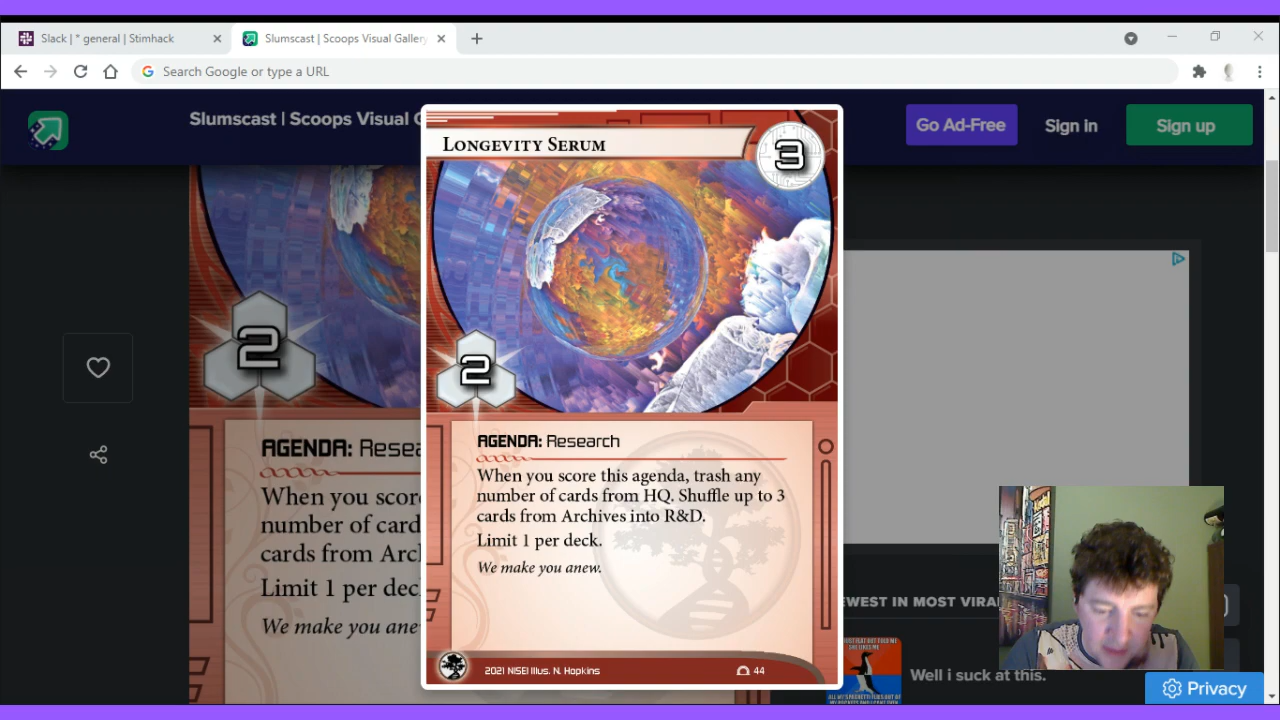 Slack | * general | Stimhack
Slumscast | Scoops Visual Gallery
Search Google or type a URL
Slumscast | Scoops Visual G
Go Ad-Free
Sign in
Sign up
LONGEVITY SERUM
3
2
2
AGENDA: Research
When you score this agenda, trash any
number of cards from HQ. Shuffle up to 3
cards from Archives into R&D.
Limit 1 per deck.
We make you anew.
2021 NISEI Illus. N. Hopkins
44
AGENDA: Resea
When you score
number of card
cards from Arc
Limit 1 per dec
We make you ane
EWEST IN MOST VIRA
Well i suck at this.
Privacy